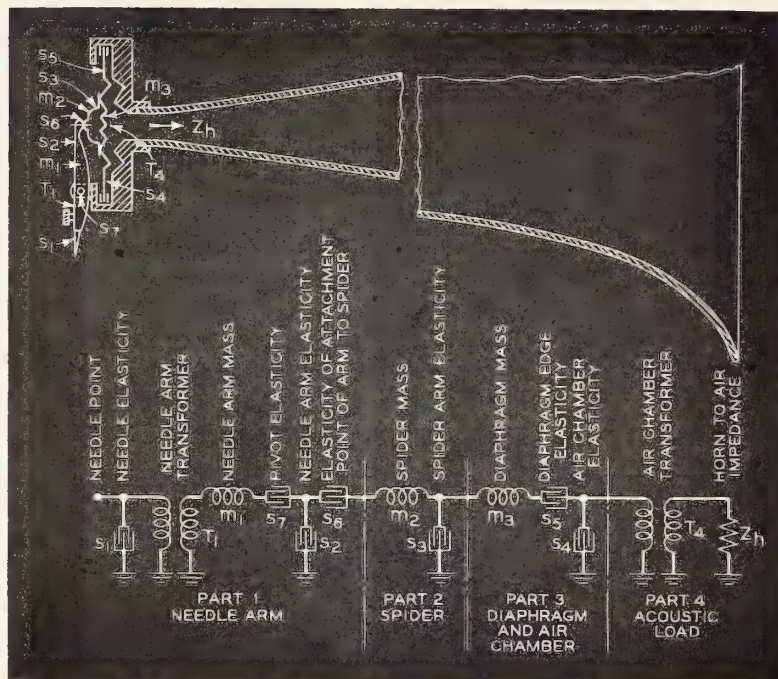 S5
S3
m2
S6
S2
m1
T1
S1
S7
m3
Zh
T4
S4
NEEDLE POINT
NEEDLE ELASTICITY
NEEDLE ARM
TRANSFORMER
NEEDLE ARM MASS
PIVOT ELASTICITY
NEEDLE ARM ELASTICITY
ELASTICITY OF ATTACHMENT
POINT OF ARM TO SPIDER
SPIDER MASS
SPIDER ARM ELASTICITY
DIAPHRAGM MASS
DIAPHRAGM EDGE
ELASTICITY
AIR CHAMBER
ELASTICITY
AIR CHAMBER
TRANSFORMER
HORN TO AIR
IMPEDANCE
S1
T1
m1
S7
S2
S6
m2
S3
m3
S5
S4
T4
Zh
PART 1
NEEDLE ARM
PART 2
SPIDER
PART 3
DIAPHRAGM
AND AIR
CHAMBER
PART 4
ACOUSTIC
LOAD